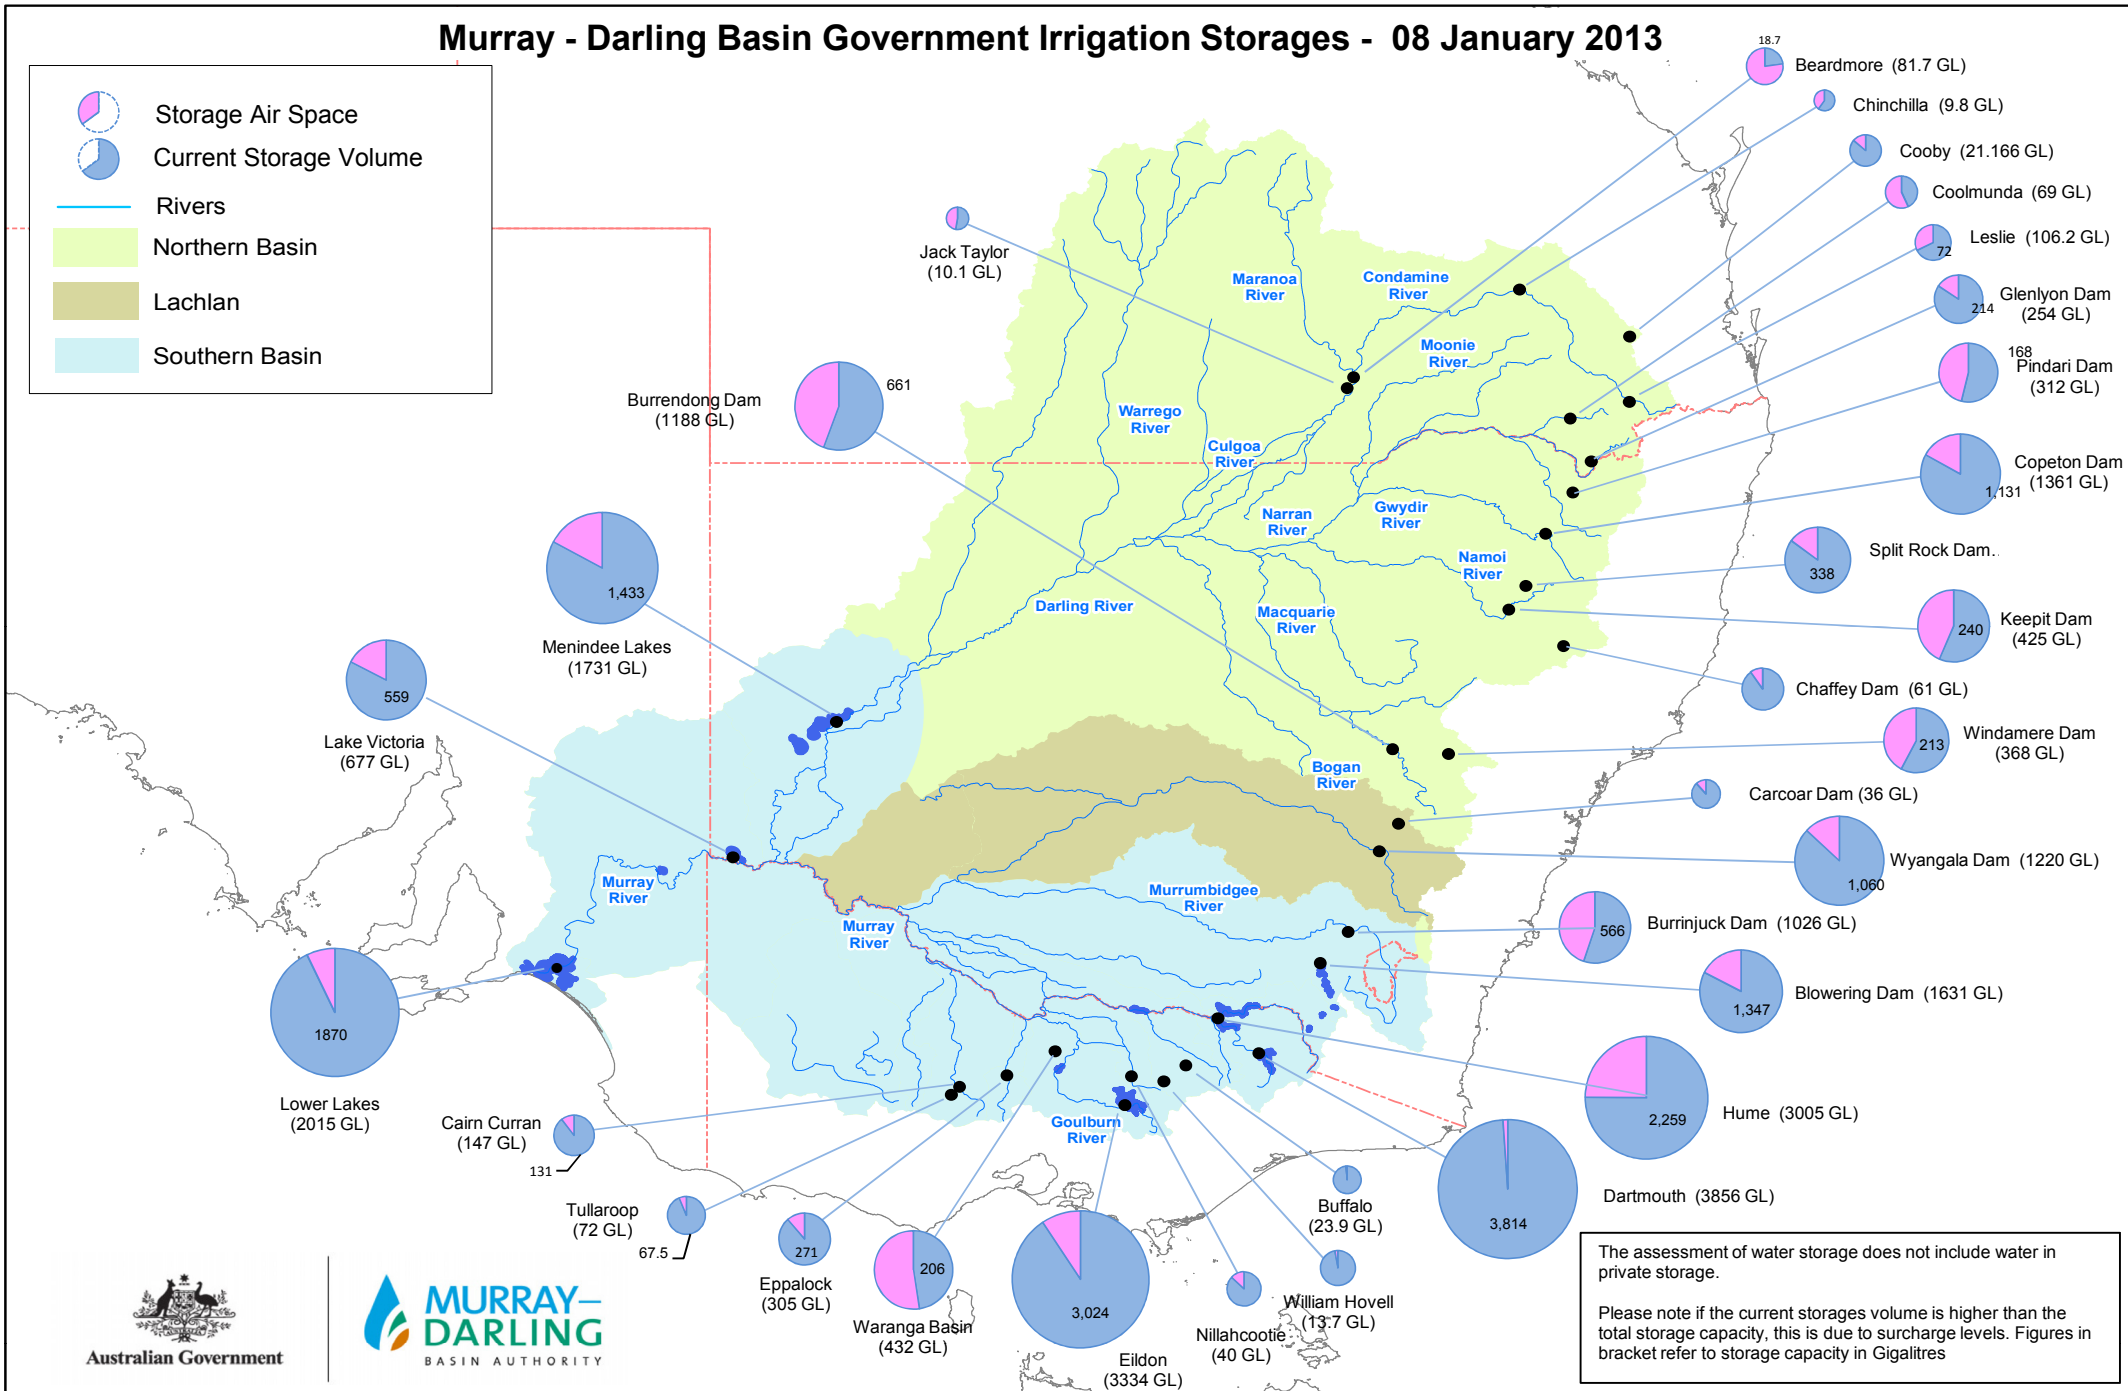 Murray - Darling Basin Government Irrigation Storages - 08 January 2013
Storage Air Space
Current Storage Volume
Rivers
Northern Basin
Lachlan
Southern Basin
18.7
Beardmore (81.7 GL)
Chinchilla (9.8 GL)
Cooby (21.166 GL)
Coolmunda (69 GL)
Leslie (106.2 GL)
72
Glenlyon Dam
(254 GL)
214
168
Pindari Dam
(312 GL)
Copeton Dam
(1361 GL)
1,131
Split Rock Dam..
338
Keepit Dam
(425 GL)
240
Chaffey Dam (61 GL)
Windamere Dam
(368 GL)
213
Carcoar Dam (36 GL)
Wyangala Dam (1220 GL)
1,060
Burrinjuck Dam (1026 GL)
566
Blowering Dam (1631 GL)
1,347
Hume (3005 GL)
2,259
Dartmouth (3856 GL)
3,814
Jack Taylor
(10.1 GL)
Burrendong Dam
(1188 GL)
661
Menindee Lakes
(1731 GL)
1,433
Lake Victoria
(677 GL)
559
Lower Lakes
(2015 GL)
1870
Cairn Curran
(147 GL)
131
Tullaroop
(72 GL)
67.5
Eppalock
(305 GL)
271
Waranga Basin
(432 GL)
206
Eildon
(3334 GL)
3,024
Nillahcootie
(40 GL)
William Hovell
(13.7 GL)
Buffalo
(23.9 GL)
Maranoa
River
Condamine
River
Moonie
River
Warrego
River
Culgoa
River
Narran
River
Gwydir
River
Namoi
River
Darling River
Macquarie
River
Bogan
River
Murrumbidgee
River
Murray
River
Murray
River
Goulburn
River
Australian Government
MURRAY–
DARLING
BASIN AUTHORITY
The assessment of water storage does not include water in
private storage.
Please note if the current storages volume is higher than the
total storage capacity, this is due to surcharge levels. Figures in
bracket refer to storage capacity in Gigalitres